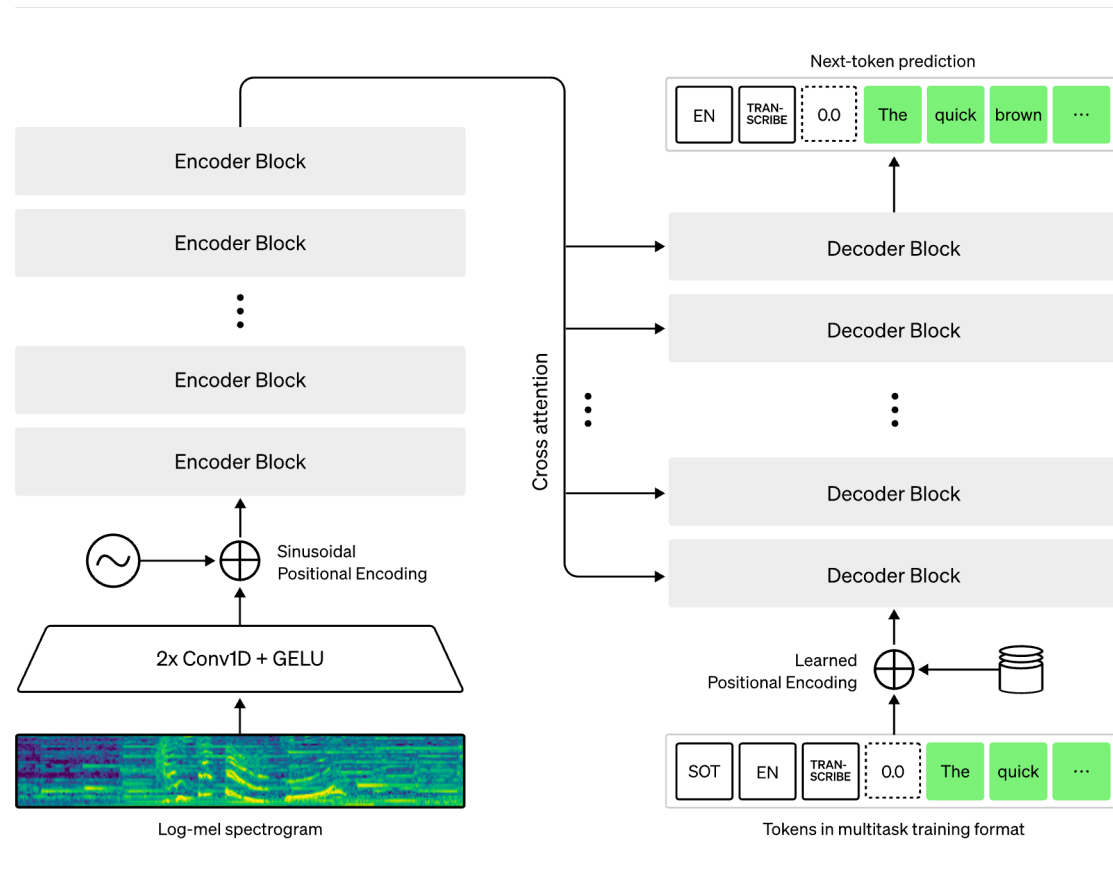 Next-token prediction
EN TRAN-SCRIBE 0.0 The quick brown ...
Encoder Block
Encoder Block
Encoder Block
Encoder Block
Sinusoidal
Positional Encoding
2x Conv1D + GELU
Log-mel spectrogram
Cross attention
Decoder Block
Decoder Block
Decoder Block
Decoder Block
Learned
Positional Encoding
SOT EN TRAN-SCRIBE 0.0 The quick ...
Tokens in multitask training format